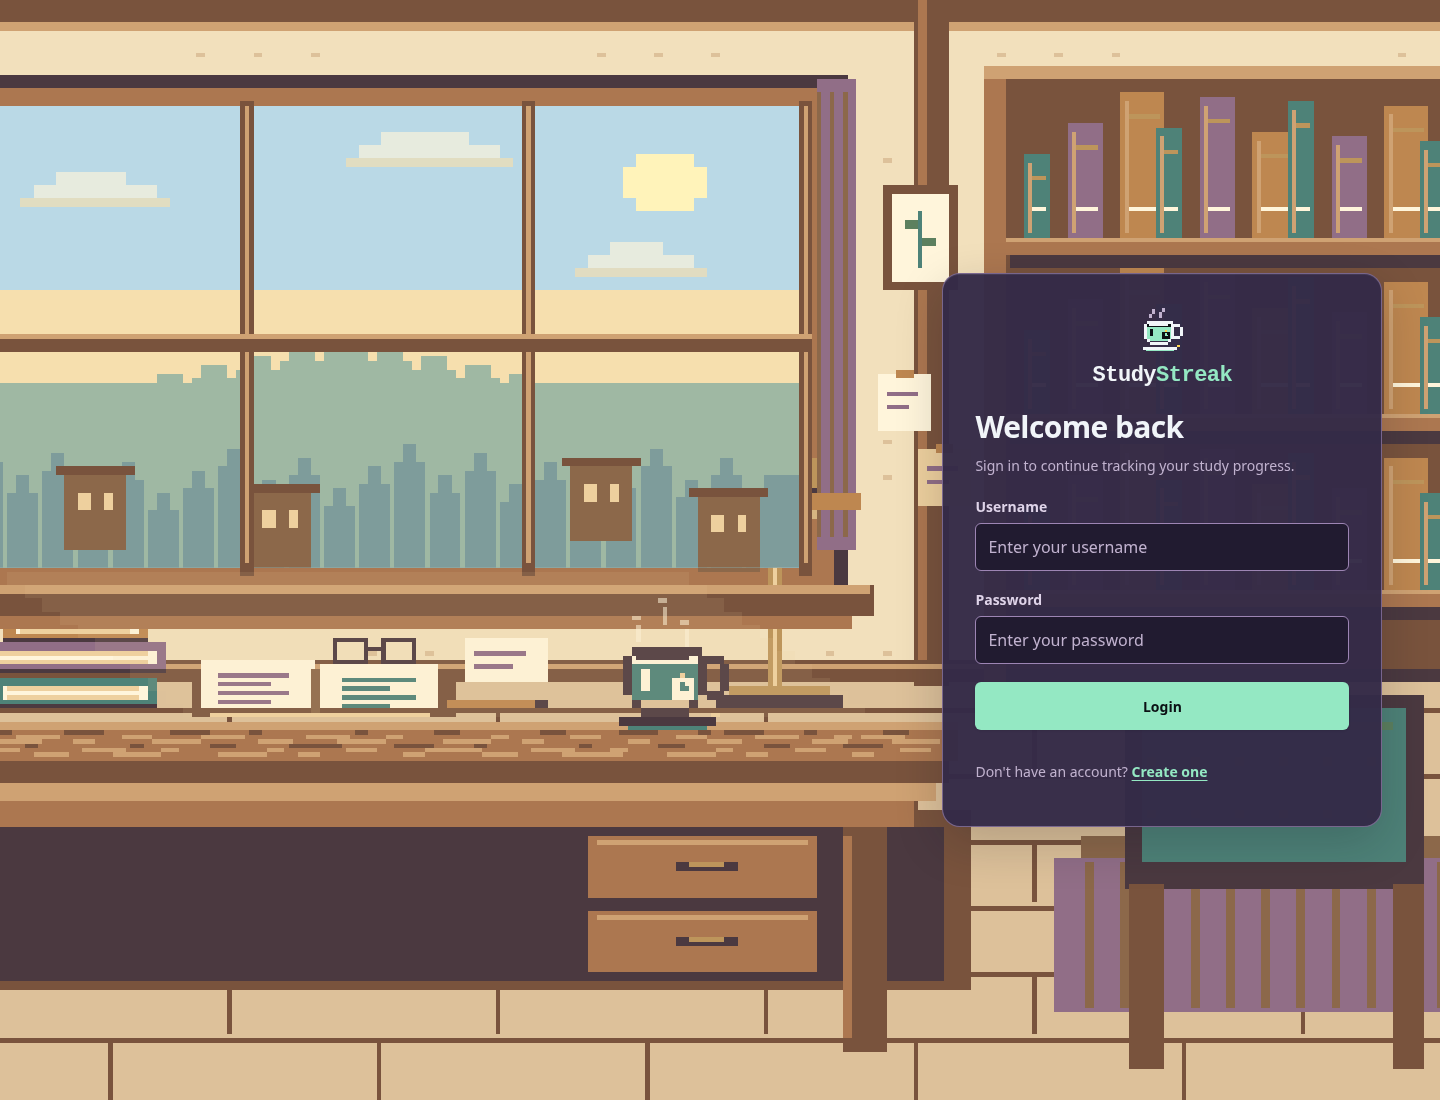 StudyStreak
Welcome back
Sign in to continue tracking your study progress.
Username
Enter your username
Password
Enter your password
Login
Don't have an account? Create one